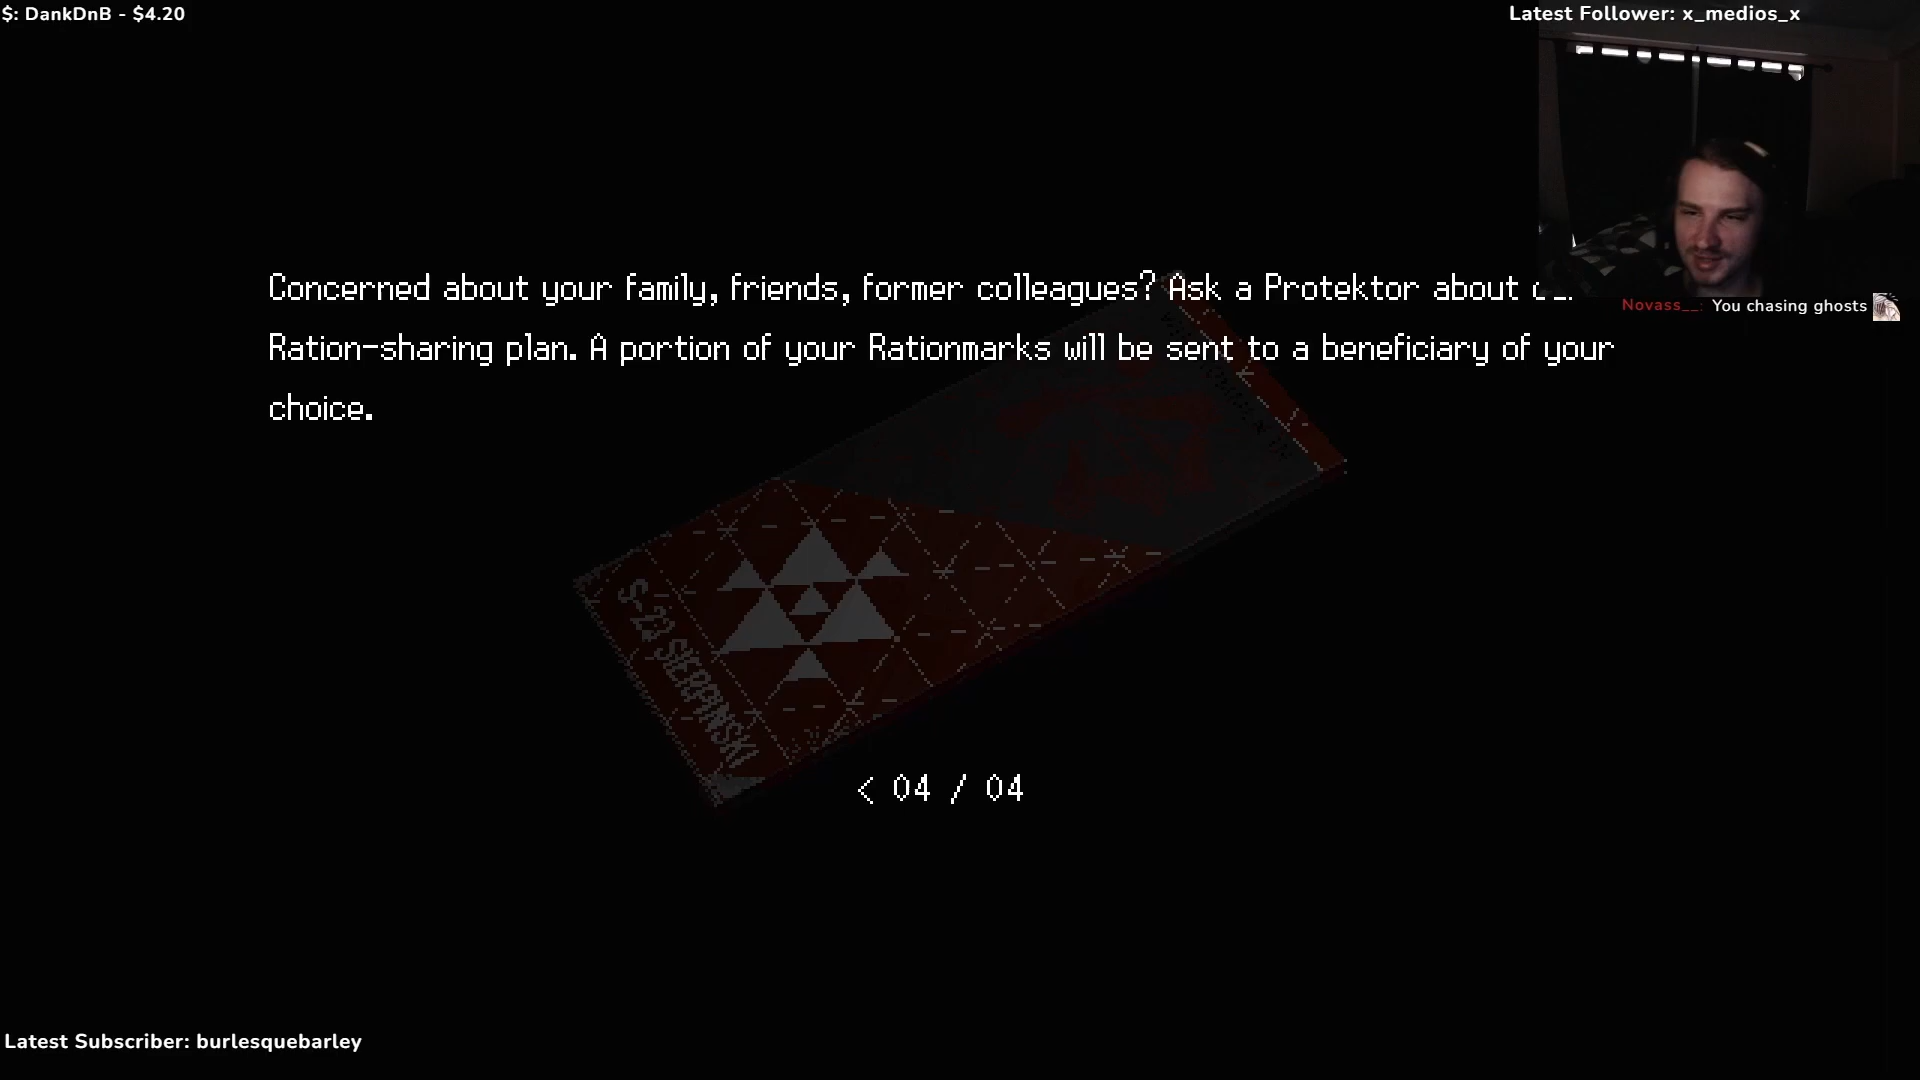 $: DankDnB - $4.20
Latest Follower: x_medios_x
Concerned about your family, friends, former colleagues? Ask a Protektor about
Novass__: You chasing ghosts
Ration-sharing plan. A portion of your Rationmarks will be sent to a beneficiary of your
choice.
S-23 SIERPINSKI
< 04 / 04
Latest Subscriber: burlesquebarley